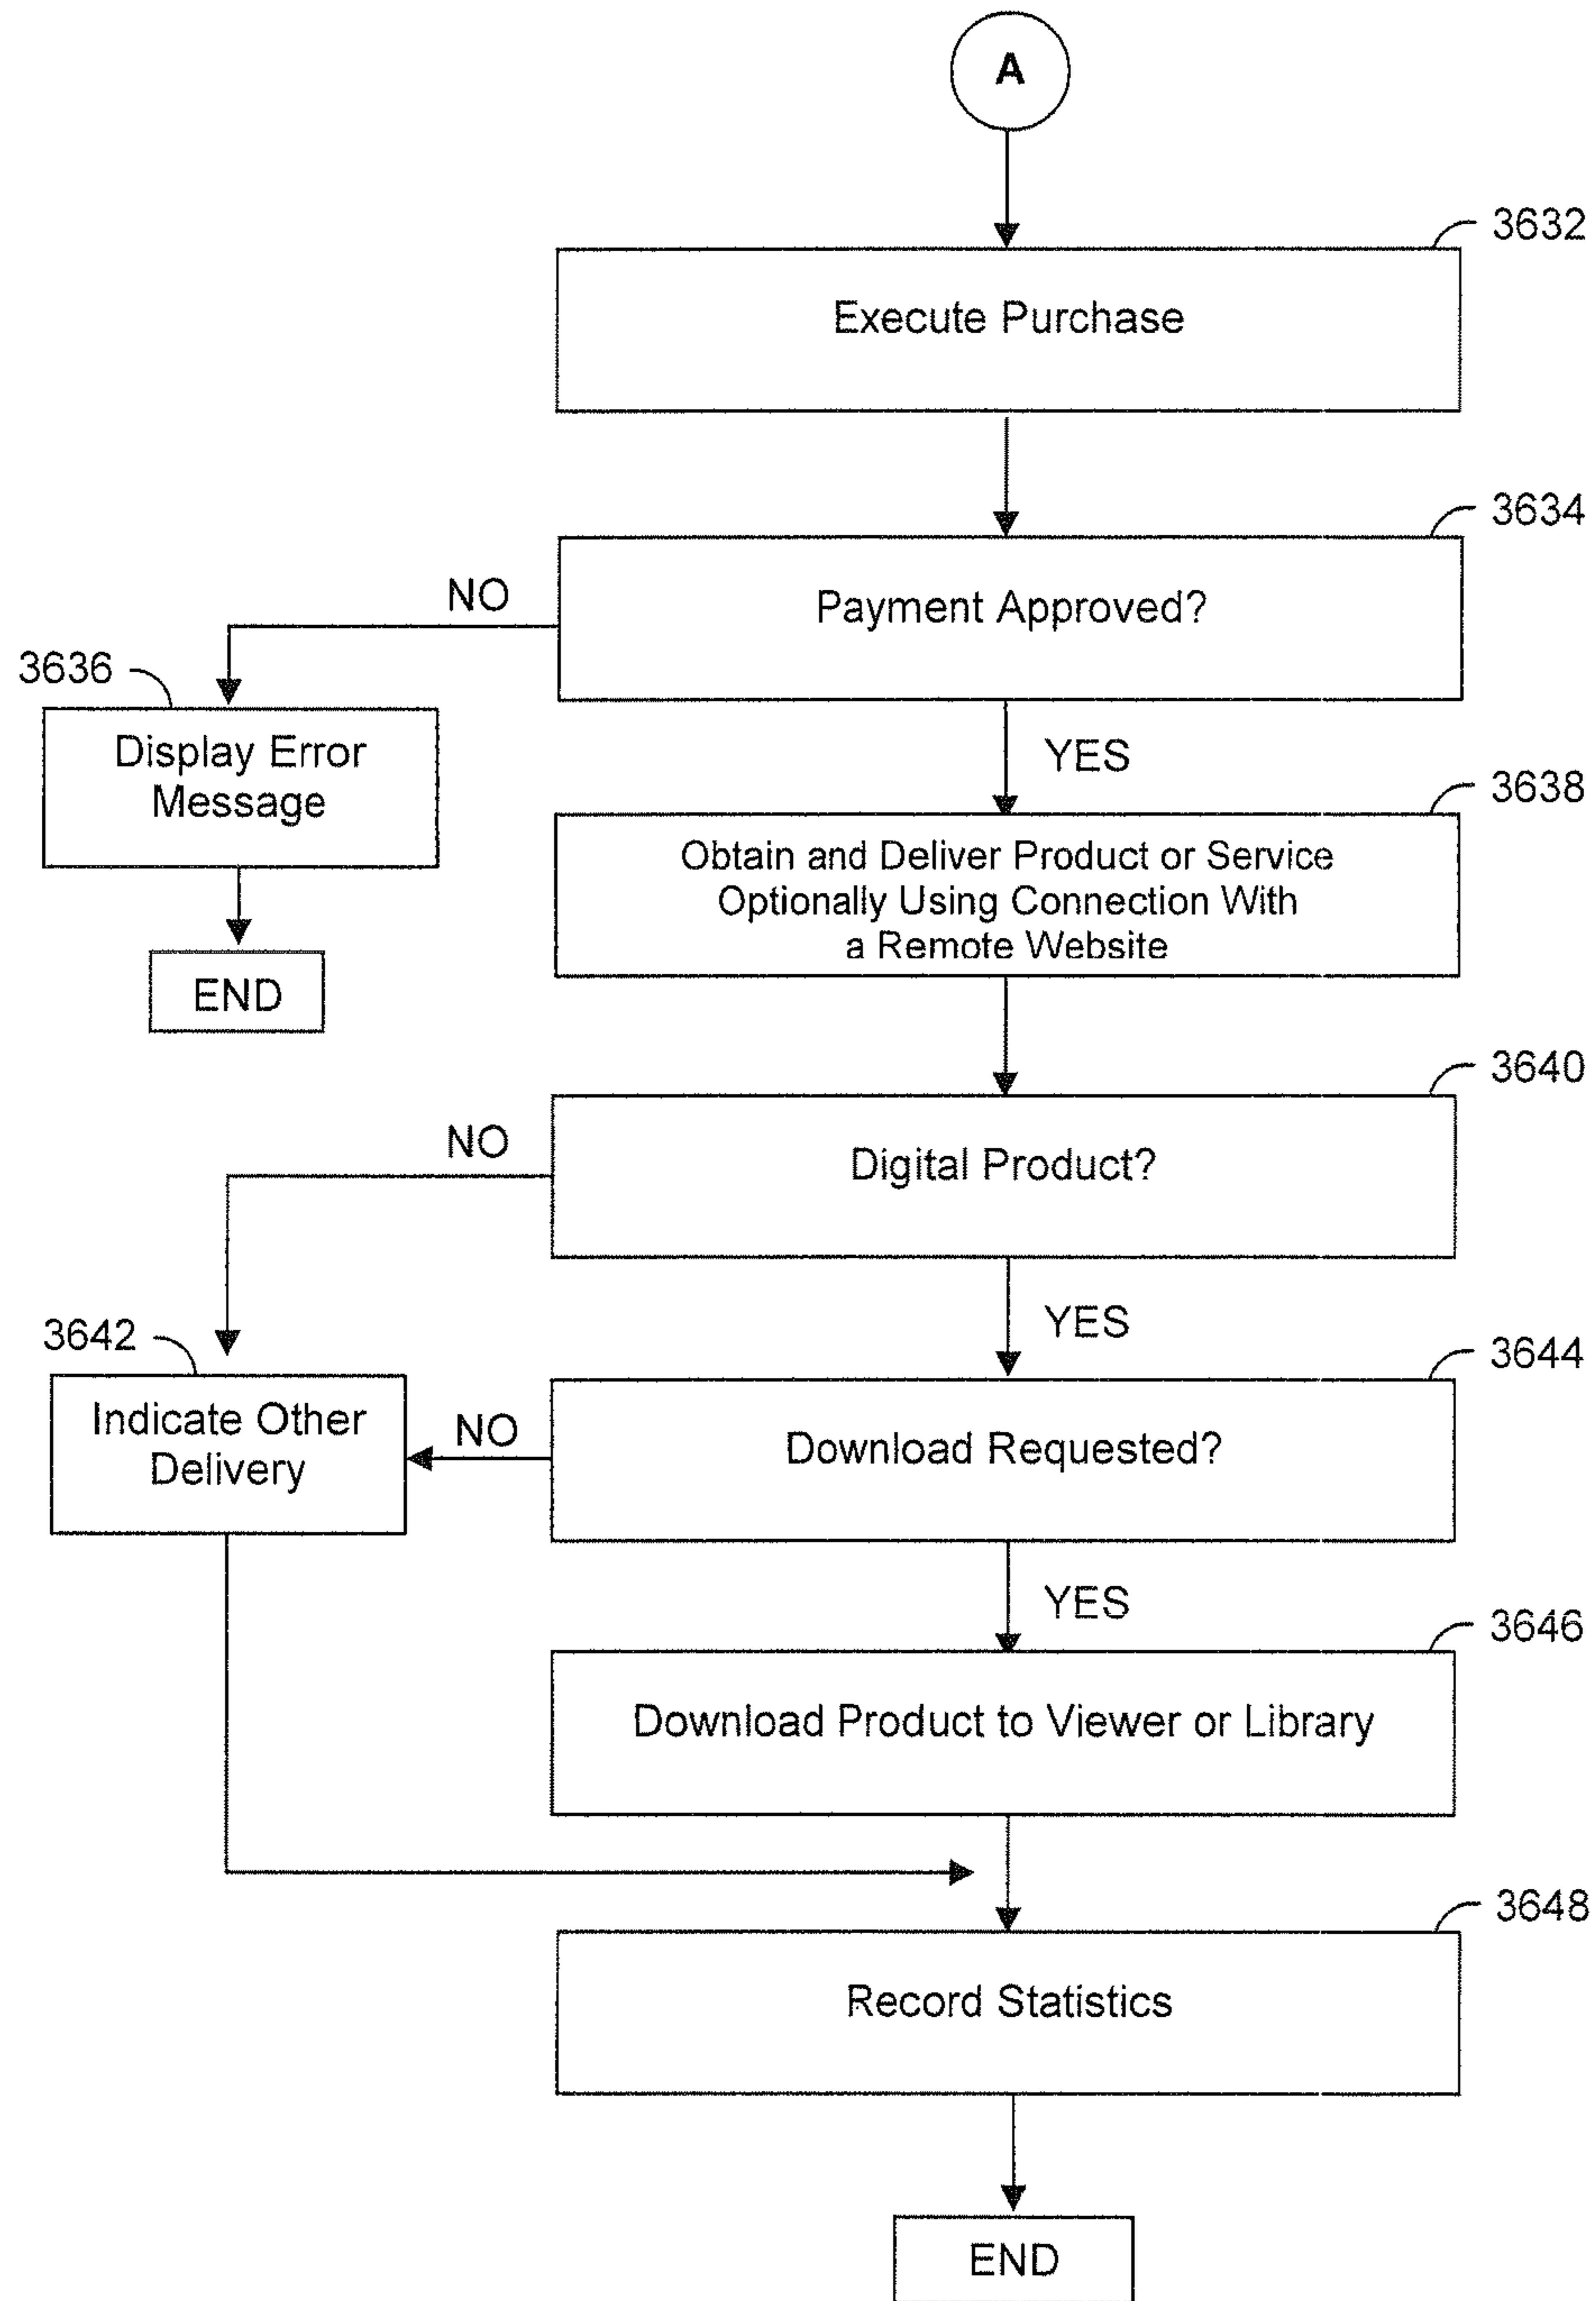 A
3632
Execute Purchase
3634
NO
Payment Approved?
3636
Display Error
Message
YES
3638
Obtain and Deliver Product or Service
Optionally Using Connection With
a Remote Website
END
3640
NO
Digital Product?
YES
3642
3644
Indicate Other
Delivery
NO
Download Requested?
YES
3646
Download Product to Viewer or Library
3648
Record Statistics
END